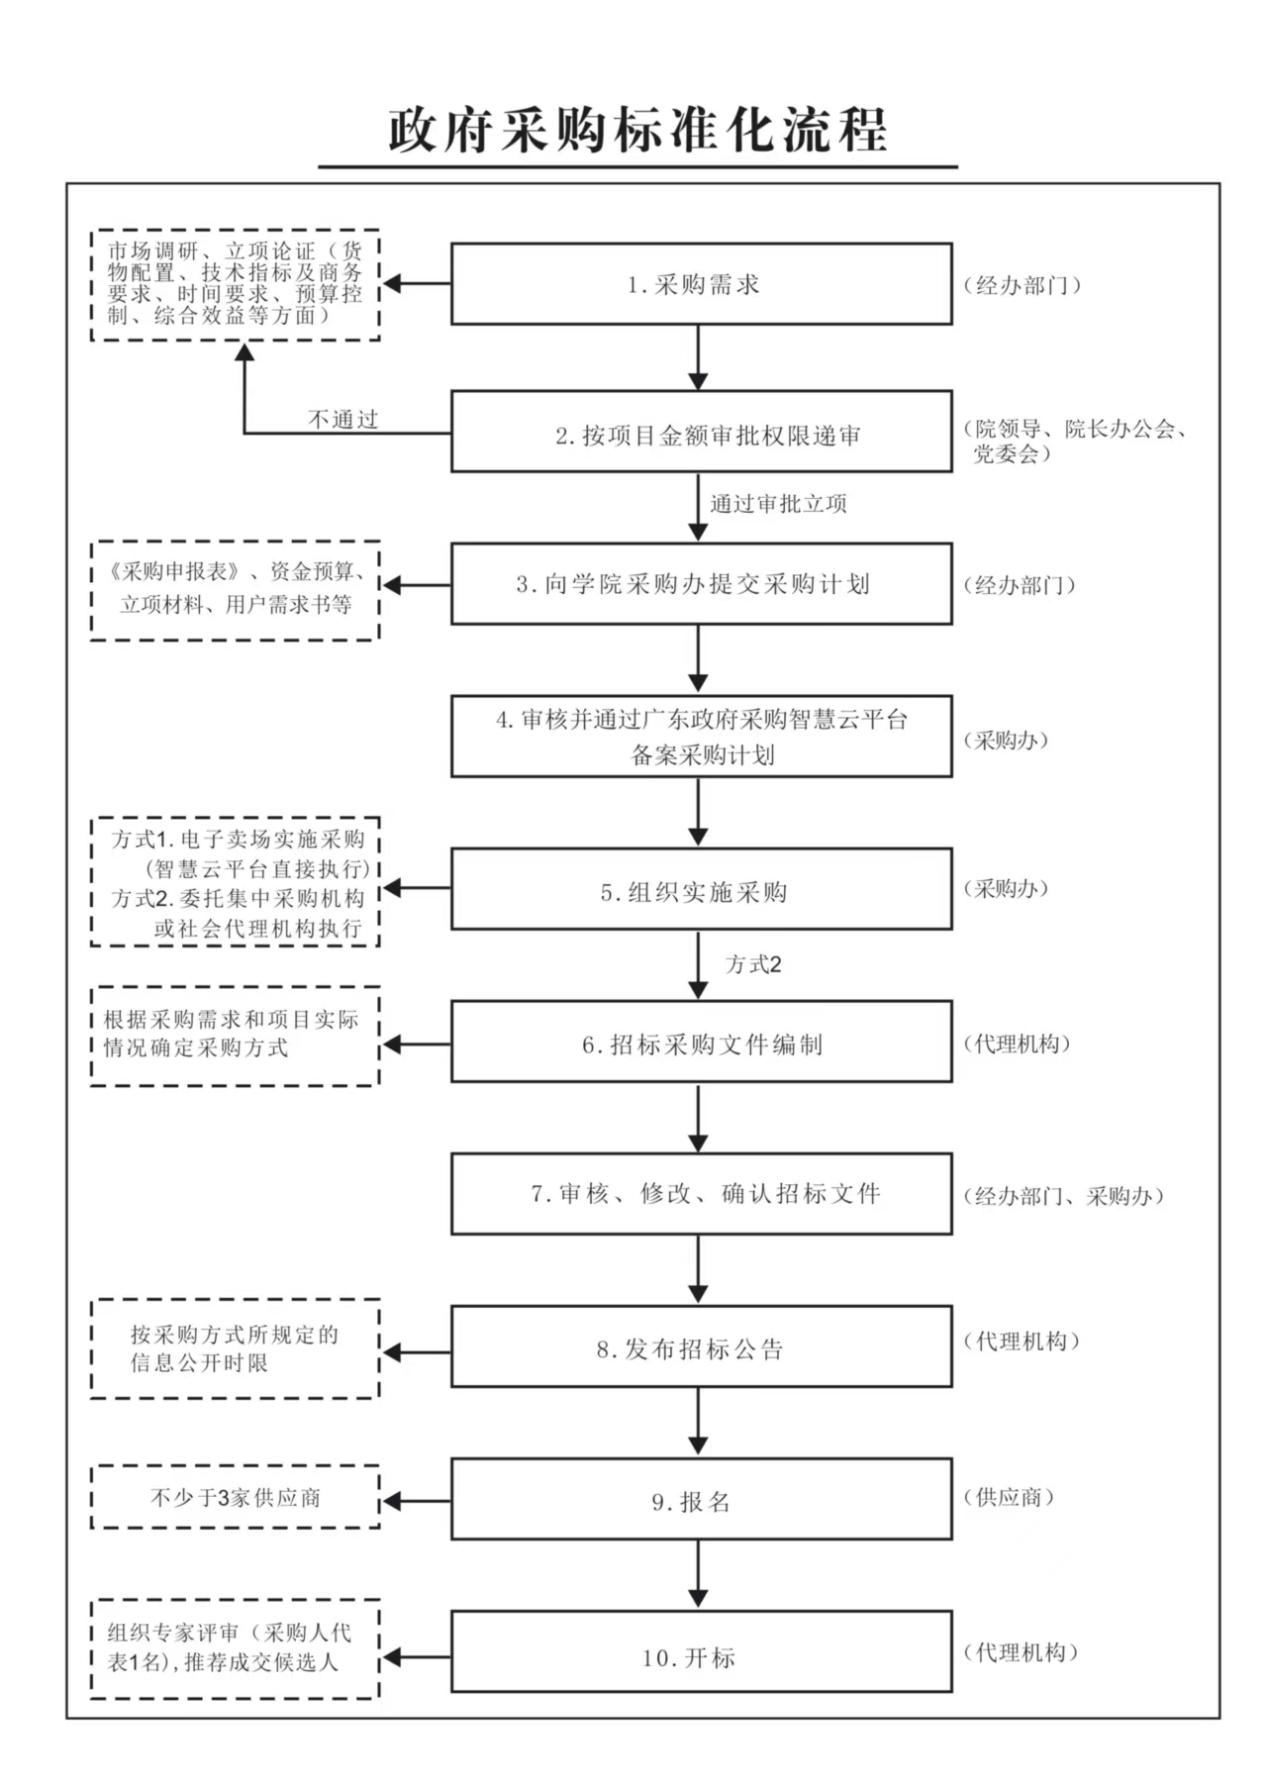 政府采购标准化流程
市场调研、立项论证（货
物配置、技术指标及商务
要求、时间要求、预算控
制、综合效益等方面）
1.采购需求
（经办部门）
不通过
2.按项目金额审批权限递审
（院领导、院长办公会、
党委会）
通过审批立项
《采购申报表》、资金预算、
立项材料、用户需求书等
3.向学院采购办提交采购计划
（经办部门）
4.审核并通过广东政府采购智慧云平台
备案采购计划
（采购办）
方式1.电子卖场实施采购
(智慧云平台直接执行)
方式2.委托集中采购机构
或社会代理机构执行
5.组织实施采购
（采购办）
方式2
根据采购需求和项目实际
情况确定采购方式
6.招标采购文件编制
（代理机构）
7.审核、修改、确认招标文件
（经办部门、采购办）
按采购方式所规定的
信息公开时限
8.发布招标公告
（代理机构）
不少于3家供应商
9.报名
（供应商）
组织专家评审（采购人代
表1名),推荐成交候选人
10.开标
（代理机构）